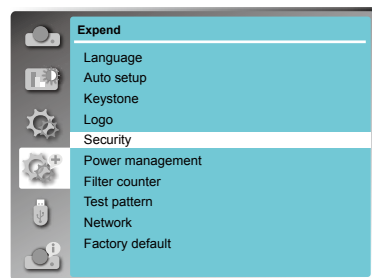 Expend
Language
Auto setup
Keystone
Logo
Security
Power management
Filter counter
Test pattern
Network
Factory default